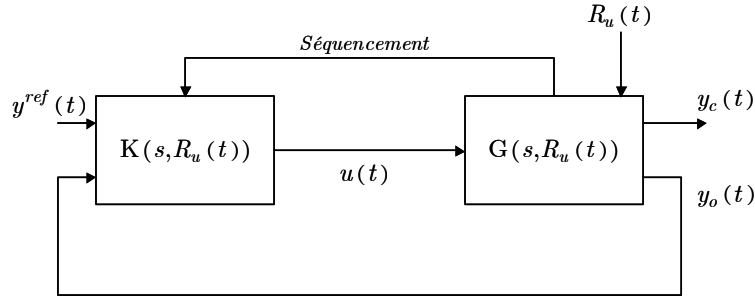 R_u(t)
Séquencement
y^{ref}(t)
y_c(t)
K(s,R_u(t))
G(s,R_u(t))
u(t)
y_o(t)